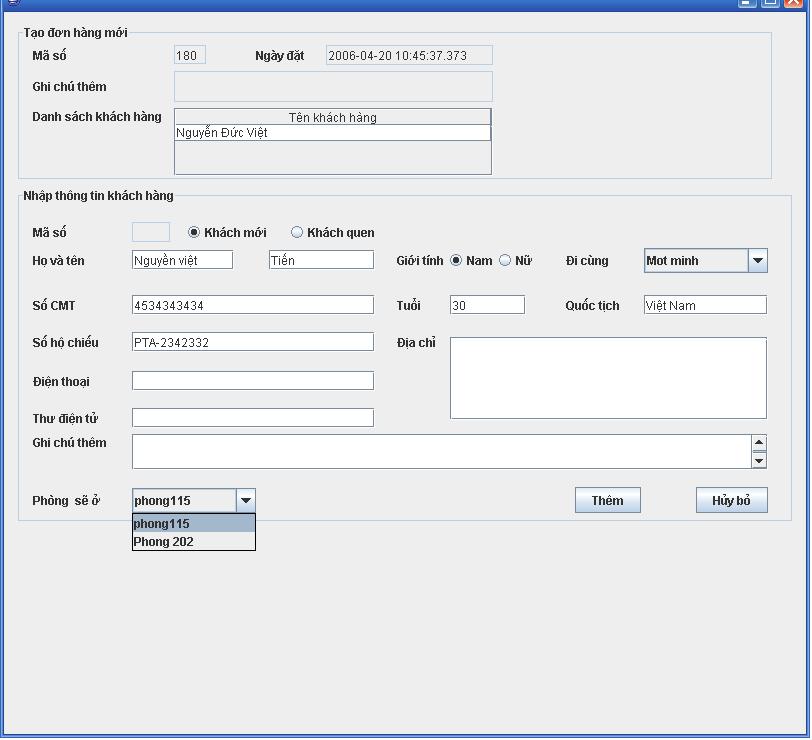 Tạo đơn hàng mới
Mã số 180 Ngày đặt 2006-04-20 10:45:37.373
Ghi chú thêm
Danh sách khách hàng Tên khách hàng
Nguyễn Đức Việt
Nhập thông tin khách hàng
Mã số Khách mới Khách quen
Họ và tên Nguyễn việt Tiến Giới tính Nam Nữ Đi cùng Mot minh
Số CMT 4534343434 Tuổi 30 Quốc tịch Việt Nam
Số hộ chiếu PTA-2342332 Địa chỉ
Điện thoại
Thư điện tử
Ghi chú thêm
Phòng sẽ ở phong115 Thêm Hủy bỏ
phong115
Phong 202